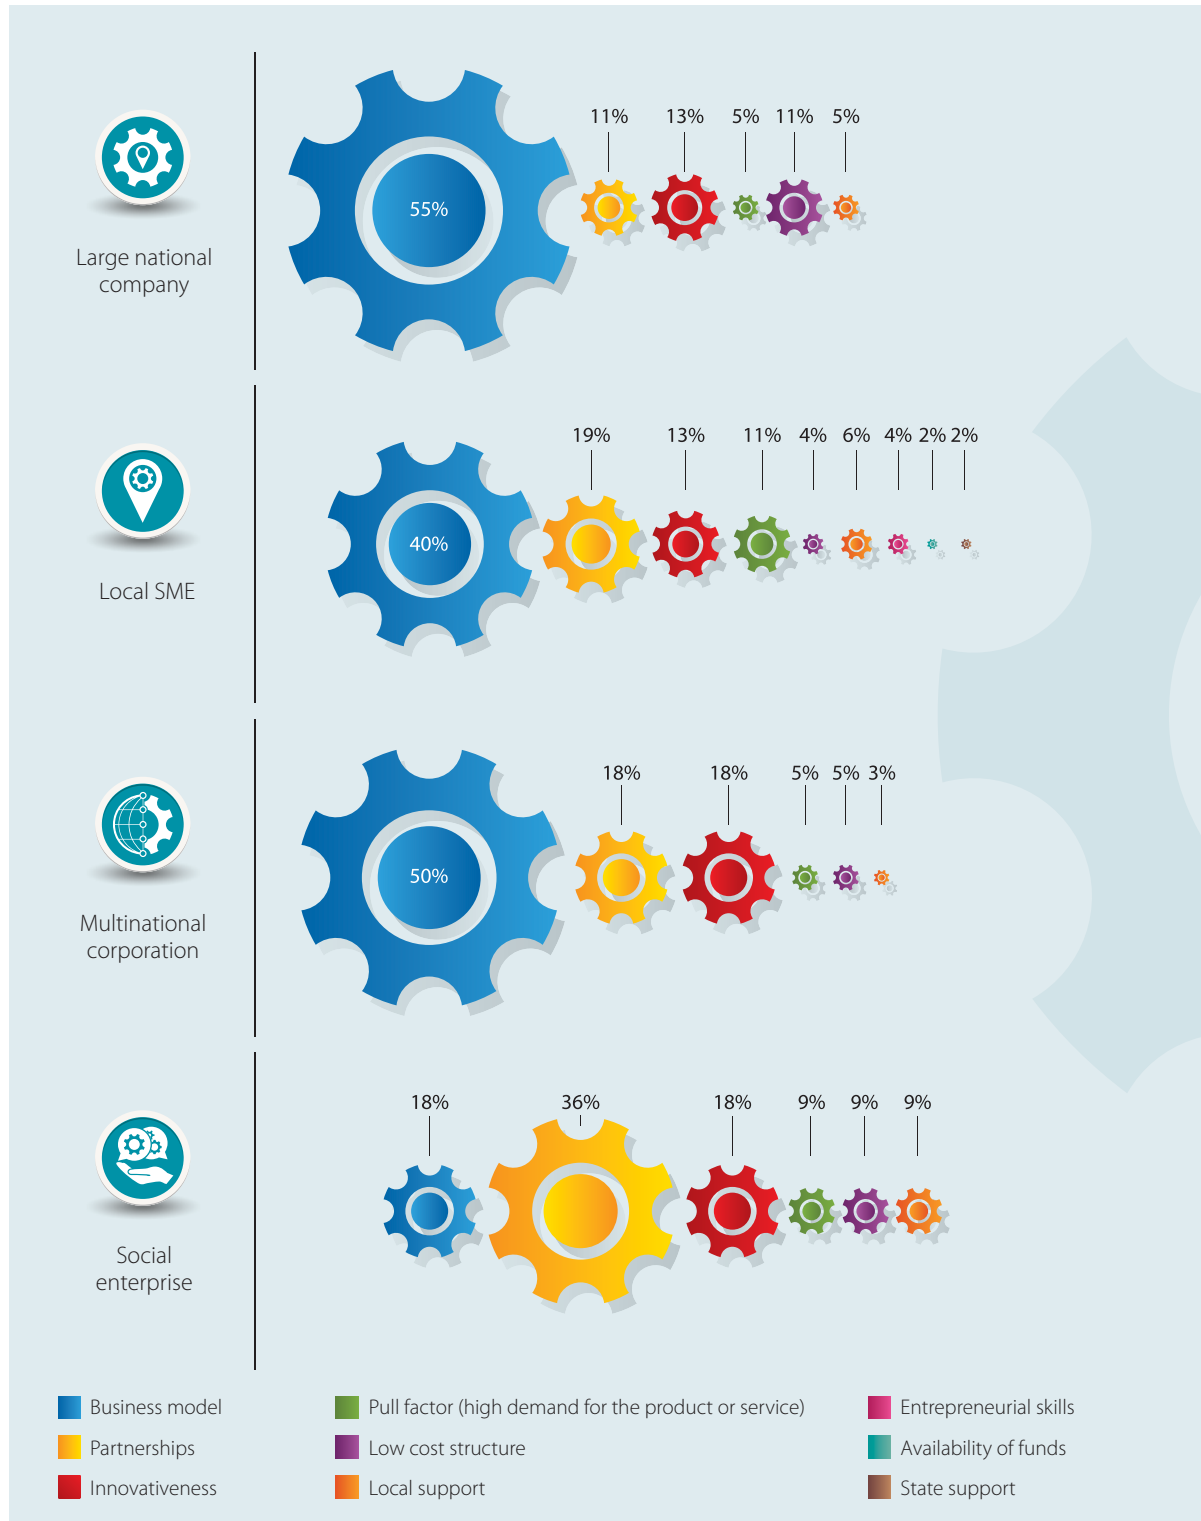 11% 13% 5% 11% 5%
55%
Large national
company
19% 13% 11% 4% 6% 4% 2% 2%
40%
Local SME
18% 18% 5% 5% 3%
50%
Multinational
corporation
18% 36% 18% 9% 9% 9%
Social
enterprise
Business model
Partnerships
Innovativeness
Pull factor (high demand for the product or service)
Low cost structure
Local support
Entrepreneurial skills
Availability of funds
State support